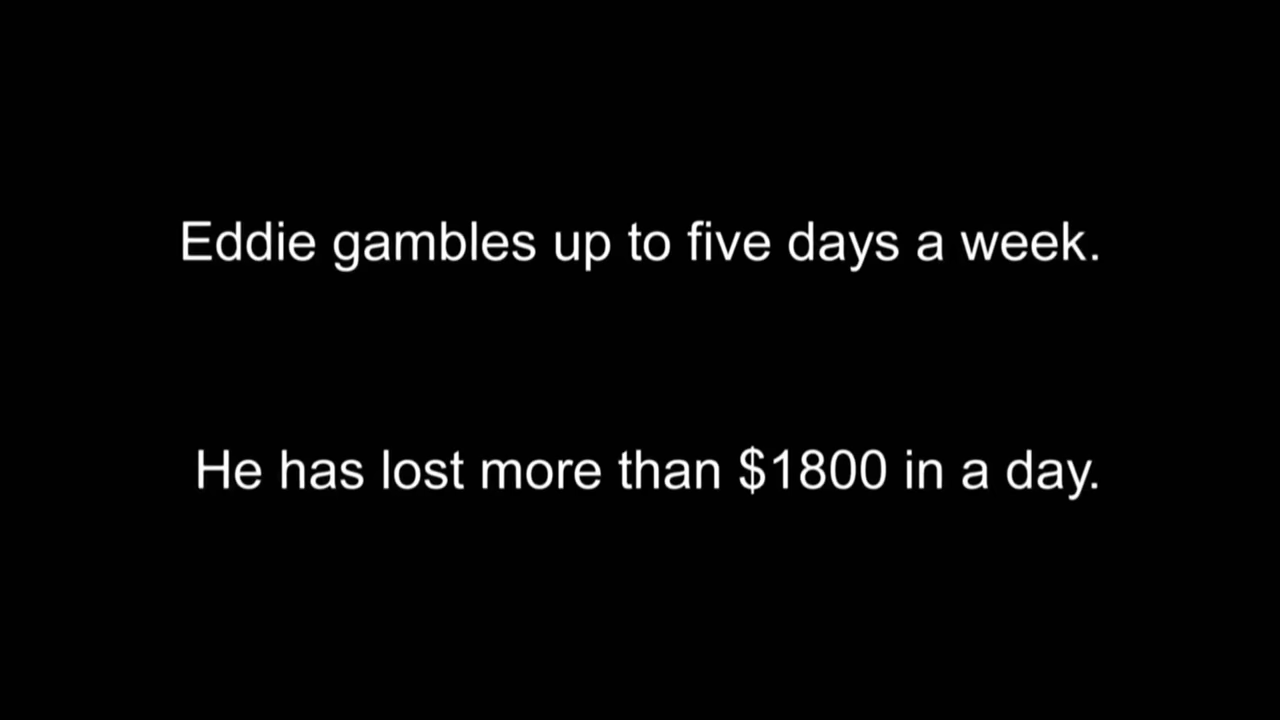 Eddie gambles up to five days a week.
He has lost more than $1800 in a day.